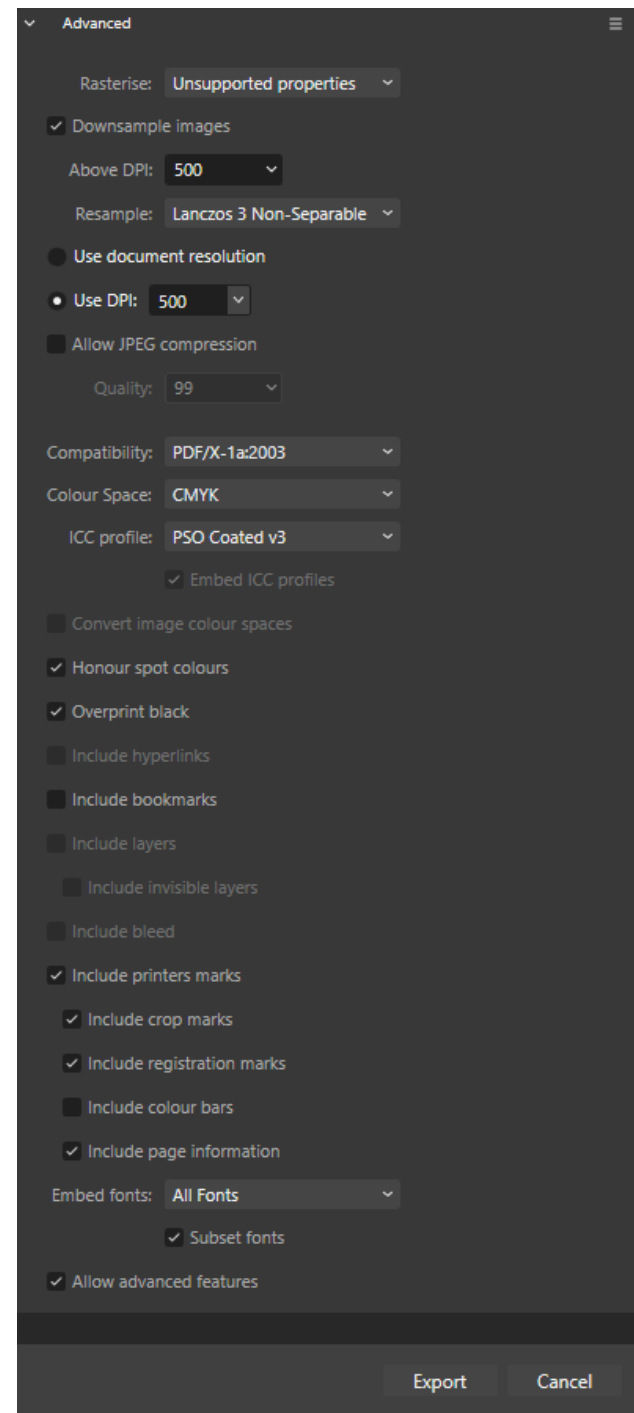 Advanced
Rasterise: Unsupported properties
Downsample images
Above DPI: 500
Resample: Lanczos 3 Non-Separable
Use document resolution
Use DPI: 500
Allow JPEG compression
Quality: 99
Compatibility: PDF/X-1a:2003
Colour Space: CMYK
ICC profile: PSO Coated v3
Embed ICC profiles
Convert image colour spaces
Honour spot colours
Overprint black
Include hyperlinks
Include bookmarks
Include layers
Include invisible layers
Include bleed
Include printers marks
Include crop marks
Include registration marks
Include colour bars
Include page information
Embed fonts: All Fonts
Subset fonts
Allow advanced features
Export Cancel